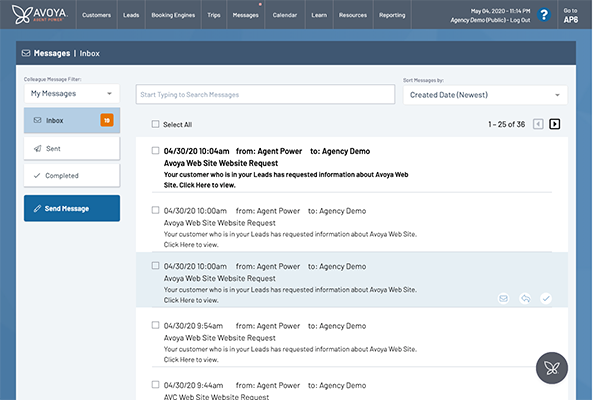 AVOYA
AGENT POWER
Customers
Leads
Booking Engines
Trips
Messages
Calendar
Learn
Resources
Reporting
May 04, 2020 - 11:14 PM
Agency Demo (Public) - Log Out
?
Go to
AP6
Messages | Inbox
Colleague Message Filter:
My Messages
Inbox
18
Sent
Completed
Send Message
Start Typing to Search Messages
Sort Messages by:
Created Date (Newest)
Select All
1 – 25 of 36
04/30/20 10:04am from: Agent Power to: Agency Demo
Avoya Web Site Website Request
Your customer who is in your Leads has requested information about Avoya Web
Site. Click Here to view.
04/30/20 10:00am from: Agent Power to: Agency Demo
Avoya Web Site Website Request
Your customer who is in your Leads has requested information about Avoya Web Site.
Click Here to view.
04/30/20 10:00am from: Agent Power to: Agency Demo
Avoya Web Site Website Request
Your customer who is in your Leads has requested information about Avoya Web Site.
Click Here to view.
04/30/20 9:54am from: Agent Power to: Agency Demo
Avoya Web Site Website Request
Your customer who is in your Leads has requested information about Avoya Web Site.
Click Here to view.
04/30/20 9:44am from: Agent Power to: Agency Demo
AVC Web Site Website Request